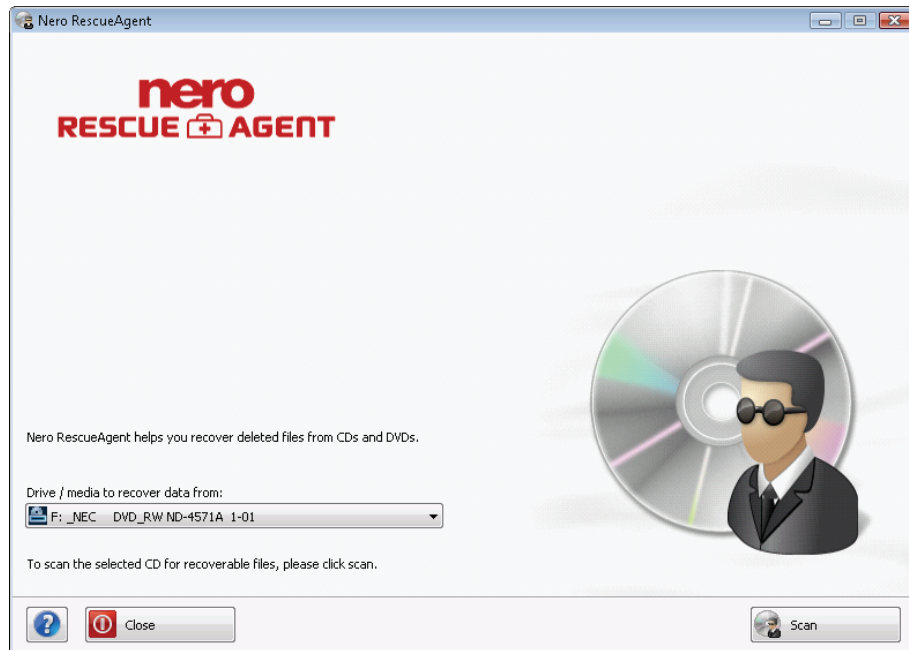 Nero RescueAgent
nero
RESCUE AGENT
Nero RescueAgent helps you recover deleted files from CDs and DVDs.
Drive / media to recover data from:
F: _NEC DVD_RW ND-4571A 1-01
To scan the selected CD for recoverable files, please click scan.
?
Close
Scan